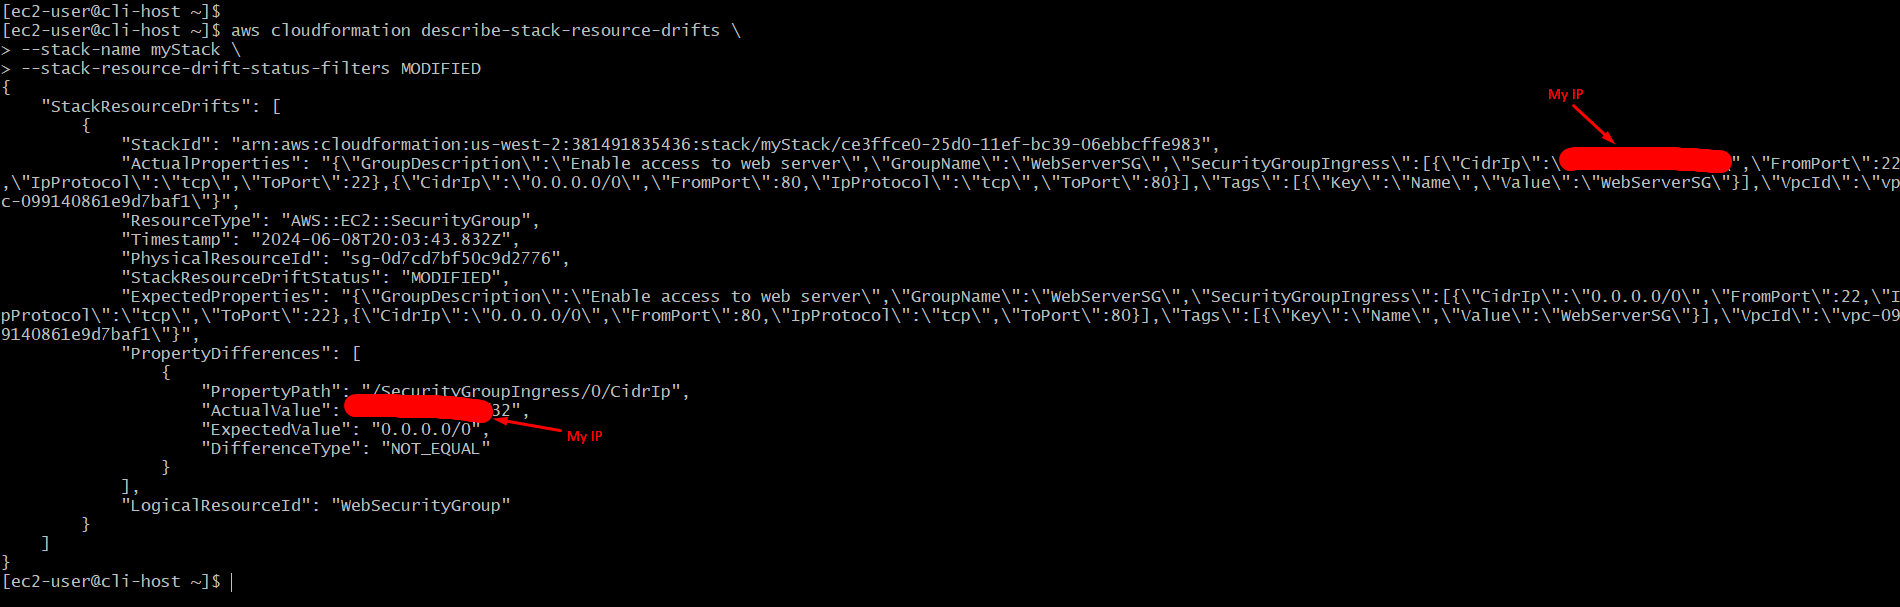 [ec2-user@cli-host ~]$
[ec2-user@cli-host ~]$ aws cloudformation describe-stack-resource-drifts \
> --stack-name myStack \
> --stack-resource-drift-status-filters MODIFIED
{
    "StackResourceDrifts": [
My IP
        {
            "StackId": "arn:aws:cloudformation:us-west-2:381491835436:stack/myStack/ce3ffce0-25d0-11ef-bc39-06ebbcffe983",
            "ActualProperties": "{\"GroupDescription\":\"Enable access to web server\",\"GroupName\":\"WebServerSG\",\"SecurityGroupIngress\":[{\"CidrIp\":\ ",\"FromPort\":22
,\"IpProtocol\":\"tcp\",\"ToPort\":22},{\"CidrIp\":\"0.0.0.0/0\",\"FromPort\":80,\"IpProtocol\":\"tcp\",\"ToPort\":80}],\"Tags\":[{\"Key\":\"Name\",\"Value\":\"WebServerSG\"}],\"VpcId\":\"vp
c-099140861e9d7baf1\"}",
            "ResourceType": "AWS::EC2::SecurityGroup",
            "Timestamp": "2024-06-08T20:03:43.832Z",
            "PhysicalResourceId": "sg-0d7cd7bf50c9d2776",
            "StackResourceDriftStatus": "MODIFIED",
            "ExpectedProperties": "{\"GroupDescription\":\"Enable access to web server\",\"GroupName\":\"WebServerSG\",\"SecurityGroupIngress\":[{\"CidrIp\":\"0.0.0.0/0\",\"FromPort\":22,\"I
pProtocol\":\"tcp\",\"ToPort\":22},{\"CidrIp\":\"0.0.0.0/0\",\"FromPort\":80,\"IpProtocol\":\"tcp\",\"ToPort\":80}],\"Tags\":[{\"Key\":\"Name\",\"Value\":\"WebServerSG\"}],\"VpcId\":\"vpc-09
9140861e9d7baf1\"}",
            "PropertyDifferences": [
                {
                    "PropertyPath": "/SecurityGroupIngress/0/CidrIp",
                    "ActualValue": 32",
                    "ExpectedValue": "0.0.0.0/0",
My IP
                    "DifferenceType": "NOT_EQUAL"
                }
            ],
            "LogicalResourceId": "WebSecurityGroup"
        }
    ]
}
[ec2-user@cli-host ~]$